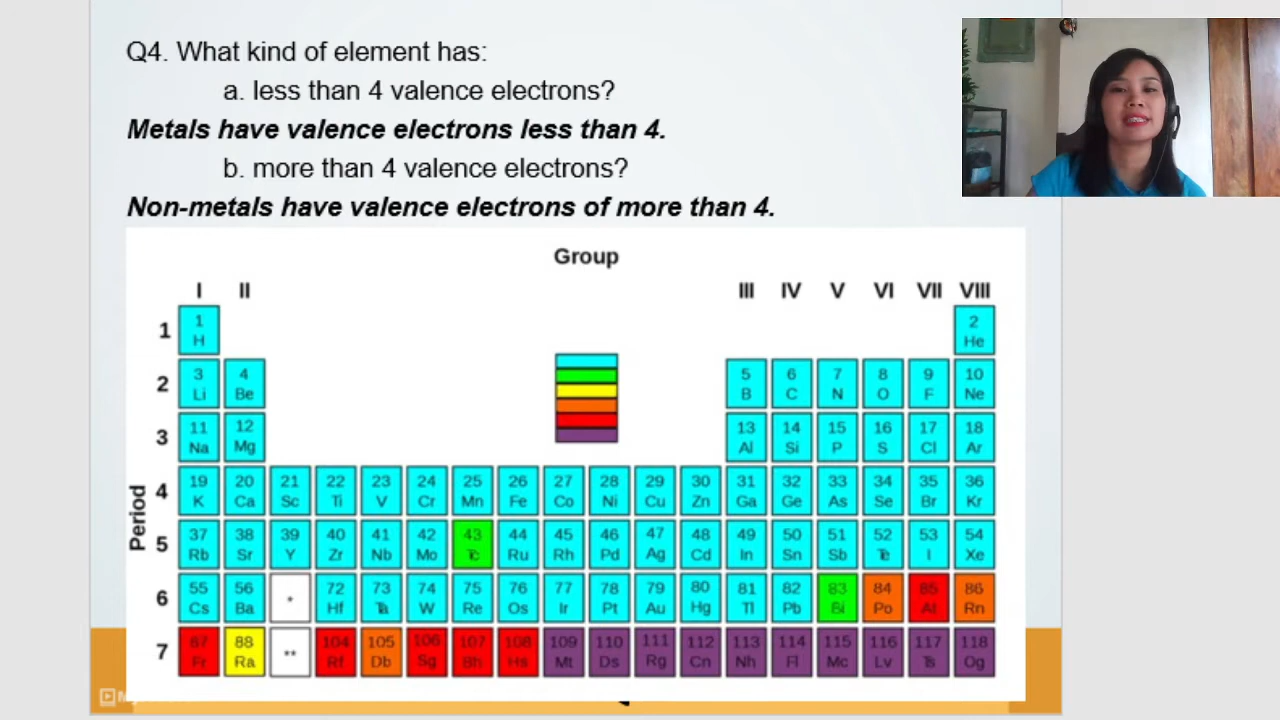 Q4. What kind of element has:
a. less than 4 valence electrons?
Metals have valence electrons less than 4.
b. more than 4 valence electrons?
Non-metals have valence electrons of more than 4.
Group
I II III IV V VI VII VIII
Period
1 1 H 2 He
2 3 Li 4 Be 5 B 6 C 7 N 8 O 9 F 10 Ne
3 11 Na 12 Mg 13 Al 14 Si 15 P 16 S 17 Cl 18 Ar
4 19 K 20 Ca 21 Sc 22 Ti 23 V 24 Cr 25 Mn 26 Fe 27 Co 28 Ni 29 Cu 30 Zn 31 Ga 32 Ge 33 As 34 Se 35 Br 36 Kr
5 37 Rb 38 Sr 39 Y 40 Zr 41 Nb 42 Mo 43 Tc 44 Ru 45 Rh 46 Pd 47 Ag 48 Cd 49 In 50 Sn 51 Sb 52 Te 53 I 54 Xe
6 55 Cs 56 Ba * 72 Hf 73 Ta 74 W 75 Re 76 Os 77 Ir 78 Pt 79 Au 80 Hg 81 Tl 82 Pb 83 Bi 84 Po 85 At 86 Rn
7 87 Fr 88 Ra ** 104 Rf 105 Db 106 Sg 107 Bh 108 Hs 109 Mt 110 Ds 111 Rg 112 Cn 113 Nh 114 Fl 115 Mc 116 Lv 117 Ts 118 Og